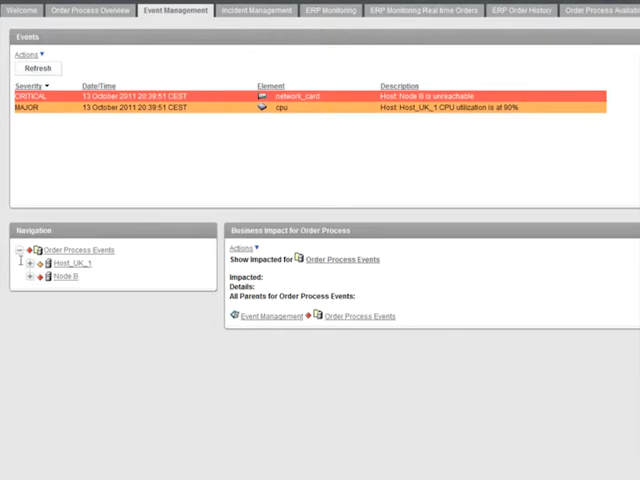 Welcome Order Process Overview Event Management Incident Management ERP Monitoring ERP Monitoring Real time Orders ERP Order History Order Process Availab
Events
Actions
Refresh
Severity Date/Time Element Description
CRITICAL 13 October 2011 20:39:51 CEST network_card Host: Node B is unreachable
MAJOR 13 October 2011 20:39:51 CEST cpu Host: Host_UK_1 CPU utilization is at 90%
Navigation
Order Process Events
Host_UK_1
Node B
Business Impact for Order Process
Actions
Show Impacted for Order Process Events
Impacted:
Details:
All Parents for Order Process Events:
Event Management Order Process Events